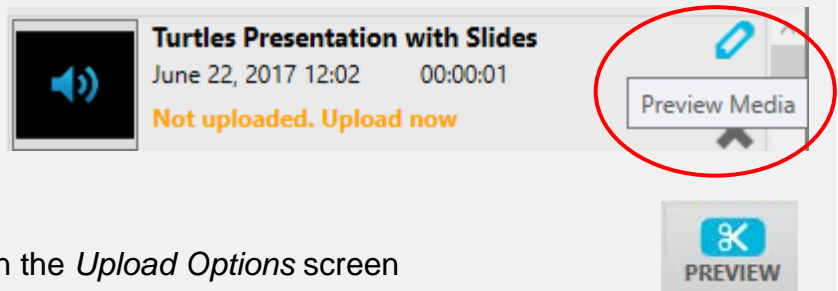 Turtles Presentation with Slides
June 22, 2017 12:02 00:00:01
Preview Media
Not uploaded. Upload now
the Upload Options screen
PREVIEW